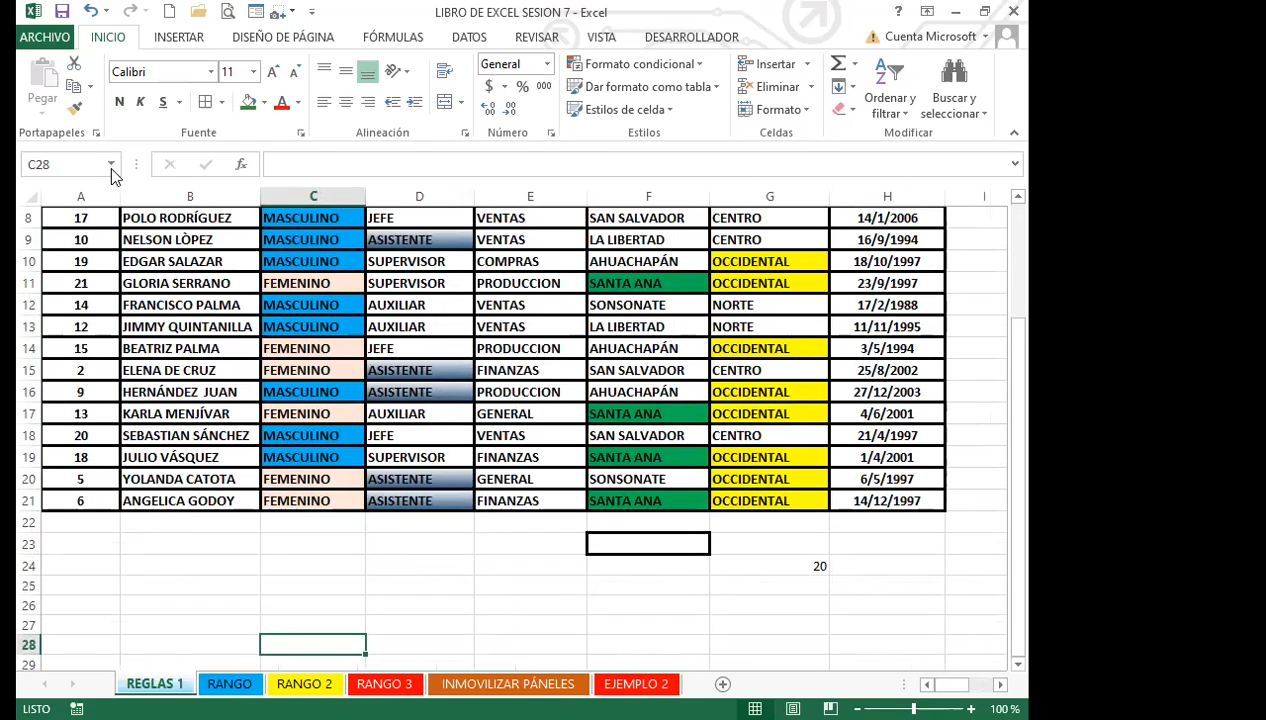 LIBRO DE EXCEL SESION 7 - Excel
?
ARCHIVO INICIO INSERTAR DISEÑO DE PÁGINA FÓRMULAS DATOS REVISAR VISTA DESARROLLADOR Cuenta Microsoft
Pegar Calibri 11 A A General Formato condicional Insertar Σ Ordenar y filtrar Buscar y seleccionar
N K S A $ % 000 Dar formato como tabla Eliminar
Estilos de celda Formato
Portapapeles Fuente Alineación Número Estilos Celdas Modificar
C28 fx
A B C D E F G H I
8 17 POLO RODRÍGUEZ MASCULINO JEFE VENTAS SAN SALVADOR CENTRO 14/1/2006
9 10 NELSON LÒPEZ MASCULINO ASISTENTE VENTAS LA LIBERTAD CENTRO 16/9/1994
10 19 EDGAR SALAZAR MASCULINO SUPERVISOR COMPRAS AHUACHAPÁN OCCIDENTAL 18/10/1997
11 21 GLORIA SERRANO FEMENINO SUPERVISOR PRODUCCION SANTA ANA OCCIDENTAL 23/9/1997
12 14 FRANCISCO PALMA MASCULINO AUXILIAR VENTAS SONSONATE NORTE 17/2/1988
13 12 JIMMY QUINTANILLA MASCULINO AUXILIAR VENTAS LA LIBERTAD NORTE 11/11/1995
14 15 BEATRIZ PALMA FEMENINO JEFE PRODUCCION AHUACHAPÁN OCCIDENTAL 3/5/1994
15 2 ELENA DE CRUZ FEMENINO ASISTENTE FINANZAS SAN SALVADOR CENTRO 25/8/2002
16 9 HERNÁNDEZ JUAN MASCULINO ASISTENTE PRODUCCION AHUACHAPÁN OCCIDENTAL 27/12/2003
17 13 KARLA MENJÍVAR FEMENINO AUXILIAR GENERAL SANTA ANA OCCIDENTAL 4/6/2001
18 20 SEBASTIAN SÁNCHEZ MASCULINO JEFE VENTAS SAN SALVADOR CENTRO 21/4/1997
19 18 JULIO VÁSQUEZ MASCULINO SUPERVISOR FINANZAS SANTA ANA OCCIDENTAL 1/4/2001
20 5 YOLANDA CATOTA FEMENINO ASISTENTE GENERAL SONSONATE OCCIDENTAL 6/5/1997
21 6 ANGELICA GODOY FEMENINO ASISTENTE FINANZAS SANTA ANA OCCIDENTAL 14/12/1997
22
23
24 20
25
26
27
28
29
REGLAS 1 RANGO RANGO 2 RANGO 3 INMOVILIZAR PÁNELES EJEMPLO 2
LISTO 100 %